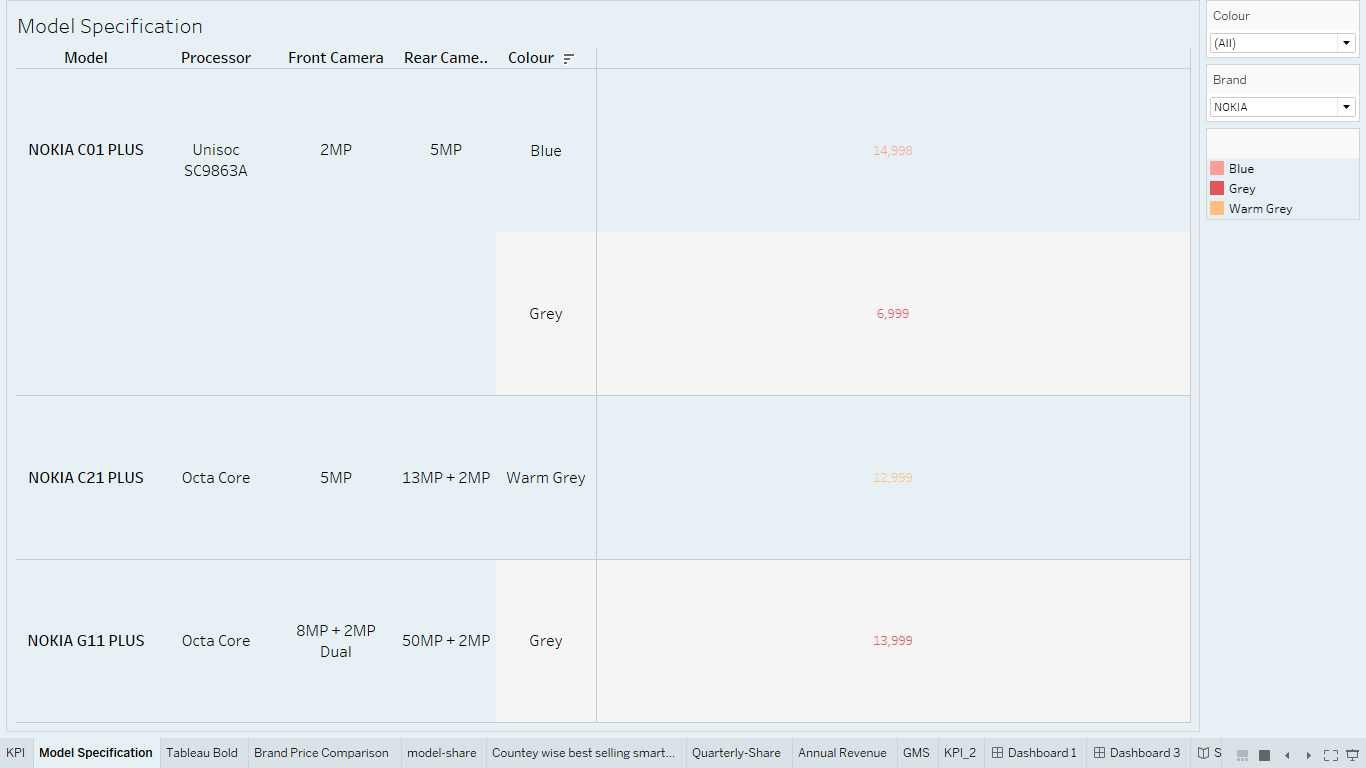 Model Specification
Model Processor Front Camera Rear Came.. Colour
NOKIA C01 PLUS Unisoc SC9863A 2MP 5MP Blue 14,998
Grey 6,999
NOKIA C21 PLUS Octa Core 5MP 13MP + 2MP Warm Grey 12,999
NOKIA G11 PLUS Octa Core 8MP + 2MP Dual 50MP + 2MP Grey 13,999
Colour
(All)
Brand
NOKIA
Blue
Grey
Warm Grey
KPI Model Specification Tableau Bold Brand Price Comparison model-share Countey wise best selling smart... Quarterly-Share Annual Revenue GMS KPI_2 Dashboard 1 Dashboard 3 S